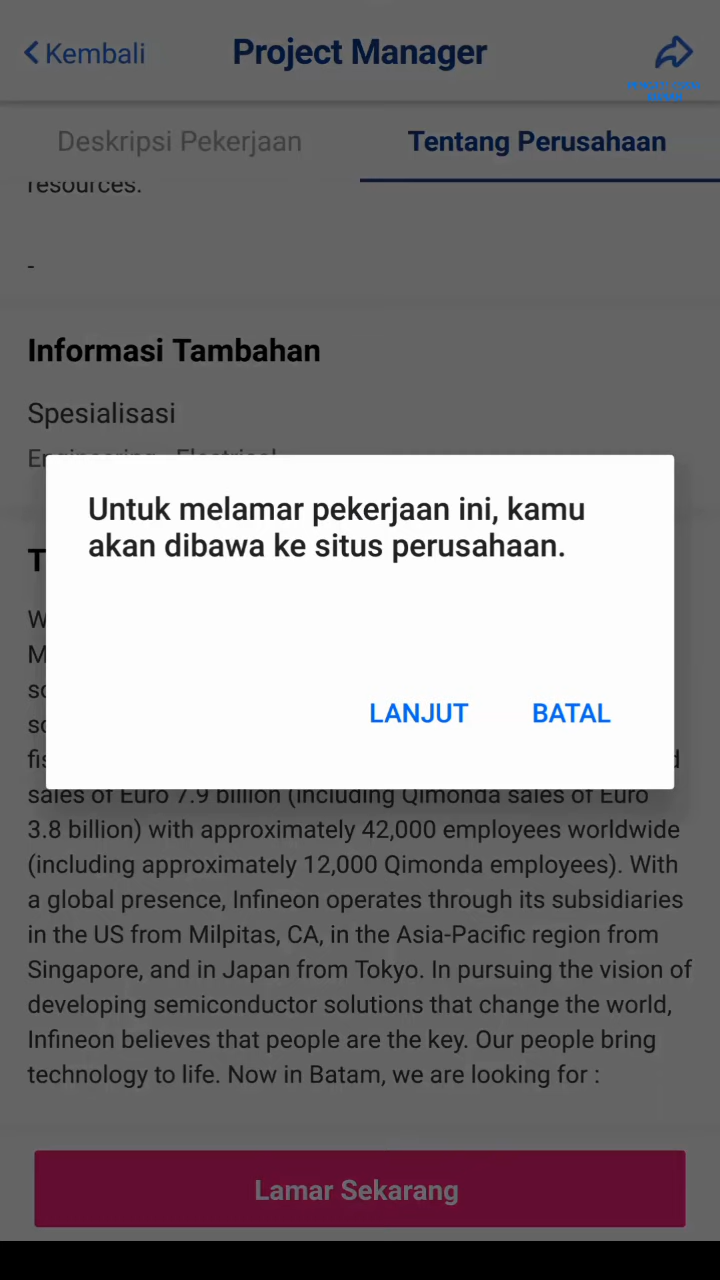 Kembali
Project Manager
Deskripsi Pekerjaan
Tentang Perusahaan
resources.
-
Informasi Tambahan
Spesialisasi
Engineering - Electrical
Untuk melamar pekerjaan ini, kamu
akan dibawa ke situs perusahaan.
LANJUT
BATAL
sales of Euro 7.9 billion (including Qimonda sales of Euro
3.8 billion) with approximately 42,000 employees worldwide
(including approximately 12,000 Qimonda employees). With
a global presence, Infineon operates through its subsidiaries
in the US from Milpitas, CA, in the Asia-Pacific region from
Singapore, and in Japan from Tokyo. In pursuing the vision of
developing semiconductor solutions that change the world,
Infineon believes that people are the key. Our people bring
technology to life. Now in Batam, we are looking for :
Lamar Sekarang